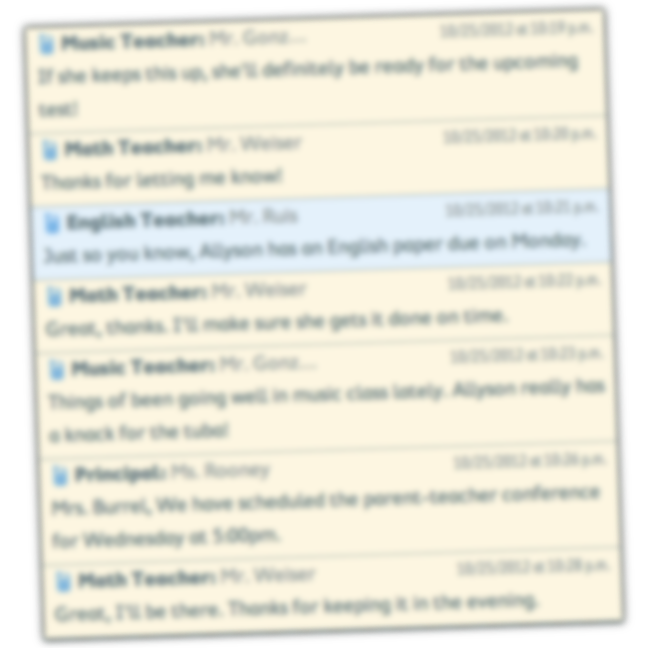 Music Teacher: Mr. Gonz... 10/25/2012 at 10:19 p.m.
If she keeps this up, she'll definitely be ready for the upcoming
test!
Math Teacher: Mr. Weiser 10/25/2012 at 10:20 p.m.
Thanks for letting me know!
English Teacher: Mr. Ruis 10/25/2012 at 10:21 p.m.
Just so you know, Allyson has an English paper due on Monday.
Math Teacher: Mr. Weiser 10/25/2012 at 10:22 p.m.
Great, thanks. I'll make sure she gets it done on time.
Music Teacher: Mr. Gonz... 10/25/2012 at 10:23 p.m.
Things of been going well in music class lately. Allyson really has
a knack for the tuba!
Principal: Ms. Rooney 10/25/2012 at 10:26 p.m.
Mrs. Burrel, We have scheduled the parent-teacher conference
for Wednesday at 5:00pm.
Math Teacher: Mr. Weiser 10/25/2012 at 10:28 p.m.
Great, I'll be there. Thanks for keeping it in the evening.